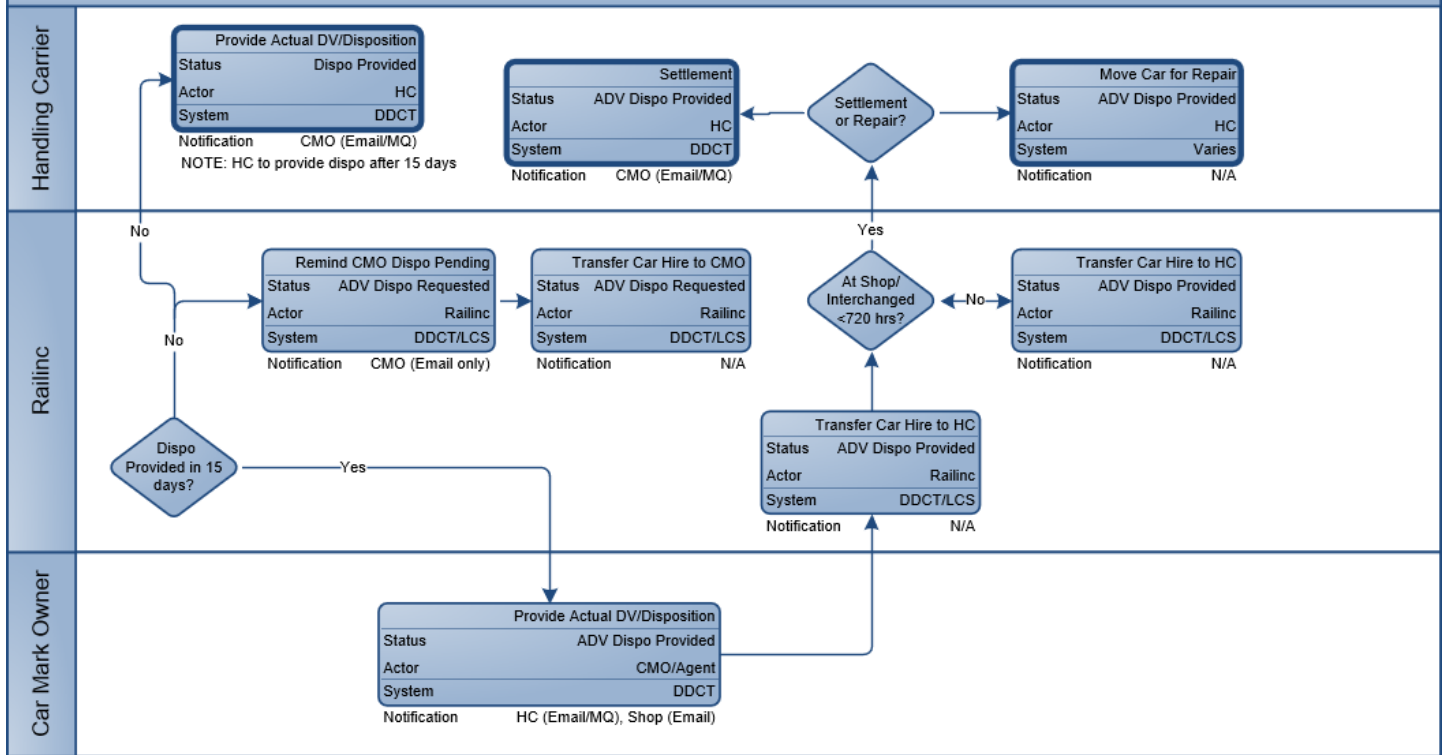 Handling Carrier
Provide Actual DV/Disposition
Status Dispo Provided
Actor HC
System DDCT
Notification CMO (Email/MQ)
NOTE: HC to provide dispo after 15 days
Settlement
Status ADV Dispo Provided
Actor HC
System DDCT
Notification CMO (Email/MQ)
Settlement
or Repair?
Move Car for Repair
Status ADV Dispo Provided
Actor HC
System Varies
Notification N/A
Railinc
No
No
Remind CMO Dispo Pending
Status ADV Dispo Requested
Actor Railinc
System DDCT/LCS
Notification CMO (Email only)
Transfer Car Hire to CMO
Status ADV Dispo Requested
Actor Railinc
System DDCT/LCS
Notification N/A
Yes
At Shop/
Interchanged
<720 hrs?
No
Transfer Car Hire to HC
Status ADV Dispo Provided
Actor Railinc
System DDCT/LCS
Notification N/A
Dispo
Provided in 15
days?
Yes
Transfer Car Hire to HC
Status ADV Dispo Provided
Actor Railinc
System DDCT/LCS
Notification N/A
Car Mark Owner
Provide Actual DV/Disposition
Status ADV Dispo Provided
Actor CMO/Agent
System DDCT
Notification HC (Email/MQ), Shop (Email)